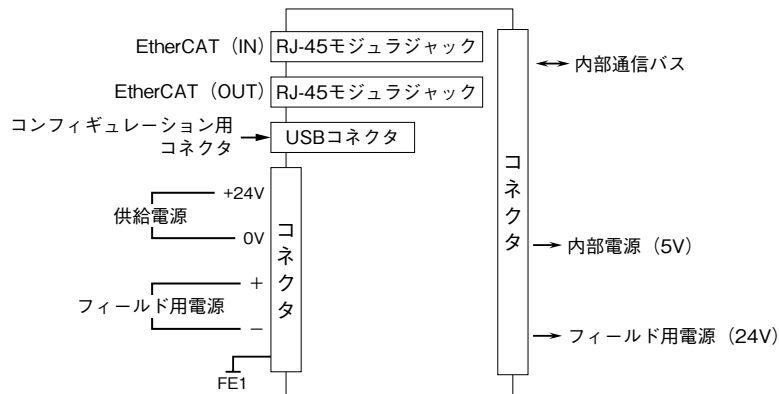 EtherCAT（IN）
RJ-45モジュラジャック
EtherCAT（OUT）
RJ-45モジュラジャック
コンフィギュレーション用
コネクタ
USBコネクタ
+24V
供給電源
0V
+
フィールド用電源
−
FE1
コネクタ
コネクタ
内部通信バス
内部電源（5V）
フィールド用電源（24V）